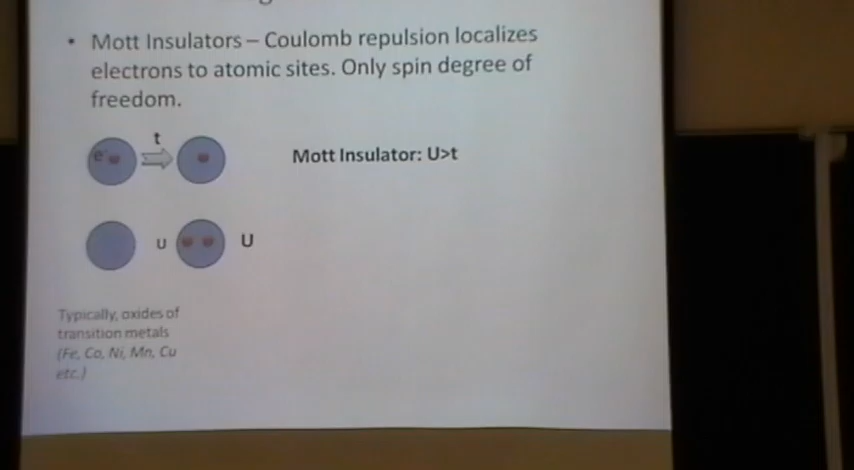 • Mott Insulators – Coulomb repulsion localizes
electrons to atomic sites. Only spin degree of
freedom.
t
e-
Mott Insulator: U>t
U
U
Typically, oxides of
transition metals
(Fe, Co, Ni, Mn, Cu
etc.)